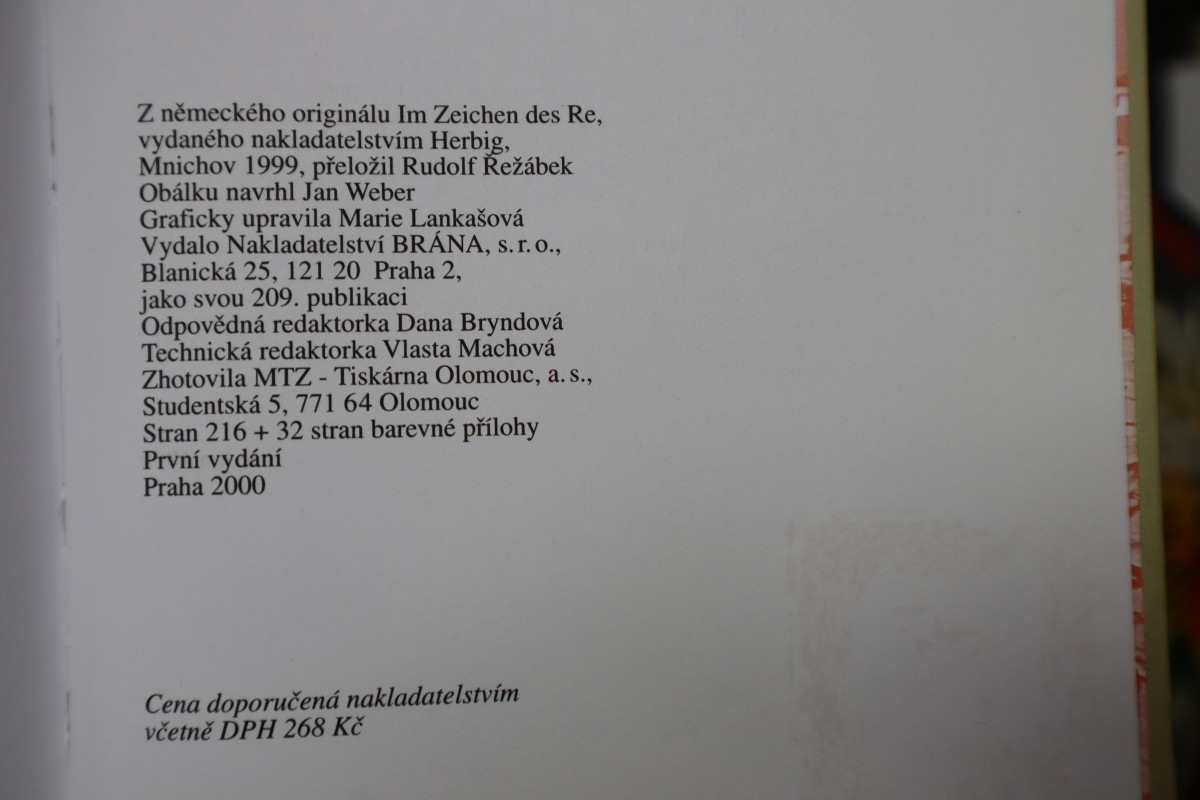 Z německého originálu Im Zeichen des Re,
vydaného nakladatelstvím Herbig,
Mnichov 1999, přeložil Rudolf Řežábek
Obálku navrhl Jan Weber
Graficky upravila Marie Lankašová
Vydalo Nakladatelství BRÁNA, s. r. o.,
Blanická 25, 121 20 Praha 2,
jako svou 209. publikaci
Odpovědná redaktorka Dana Bryndová
Technická redaktorka Vlasta Machová
Zhotovila MTZ - Tiskárna Olomouc, a. s.,
Studentská 5, 771 64 Olomouc
Stran 216 + 32 stran barevné přílohy
První vydání
Praha 2000
Cena doporučená nakladatelstvím
včetně DPH 268 Kč